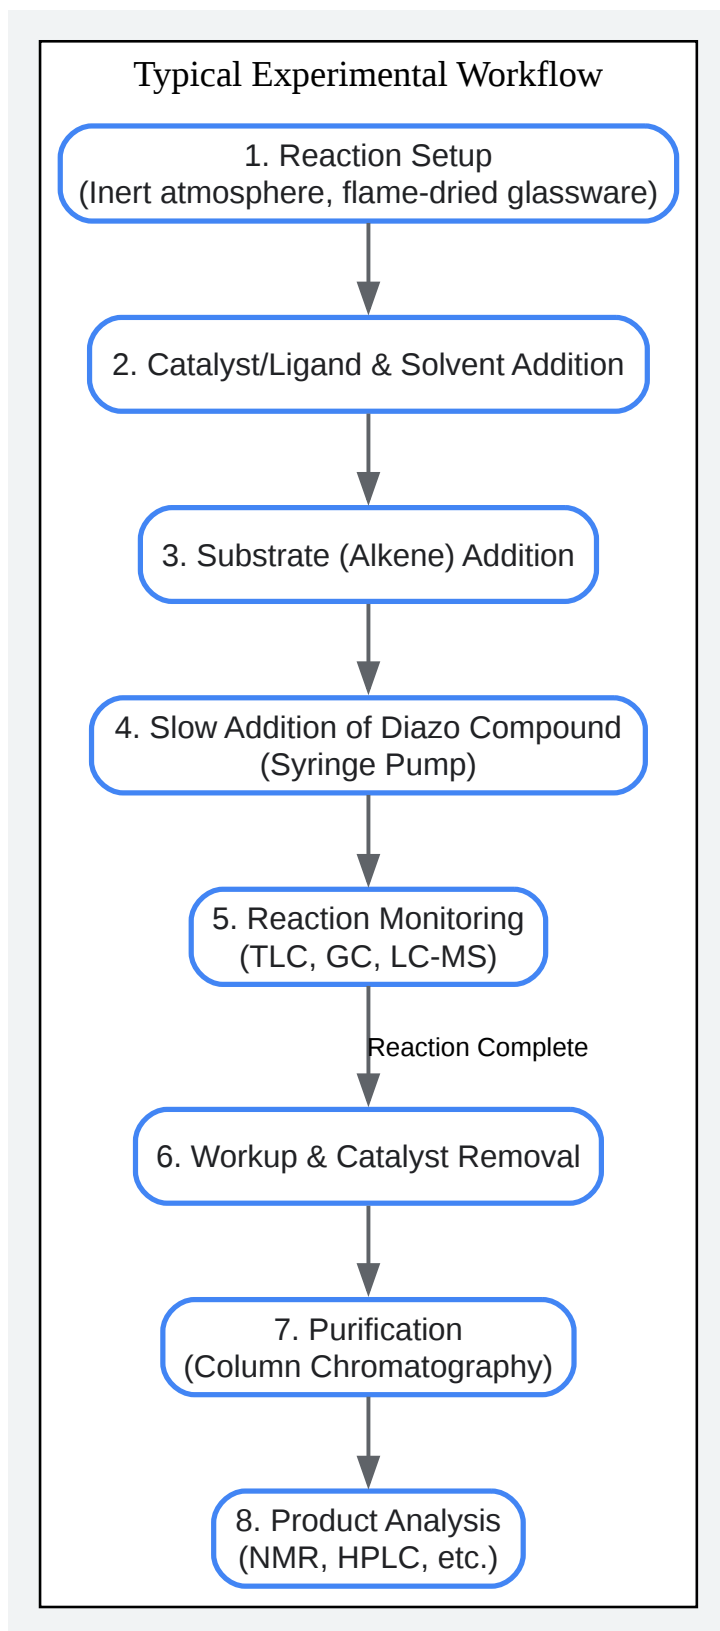 Typical Experimental Workflow
1. Reaction Setup
(Inert atmosphere, flame-dried glassware)
2. Catalyst/Ligand & Solvent Addition
3. Substrate (Alkene) Addition
4. Slow Addition of Diazo Compound
(Syringe Pump)
5. Reaction Monitoring
(TLC, GC, LC-MS)
Reaction Complete
6. Workup & Catalyst Removal
7. Purification
(Column Chromatography)
8. Product Analysis
(NMR, HPLC, etc.)